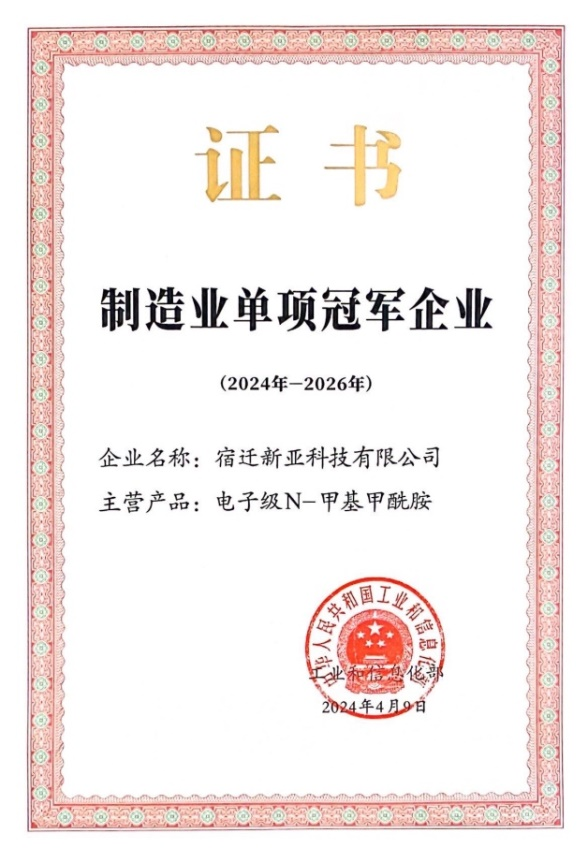 证书
制造业单项冠军企业
（2024年—2026年）
企业名称：宿迁新亚科技有限公司
主营产品：电子级N-甲基甲酰胺
中华人民共和国工业和信息化部
工业和信息化部
2024年4月9日